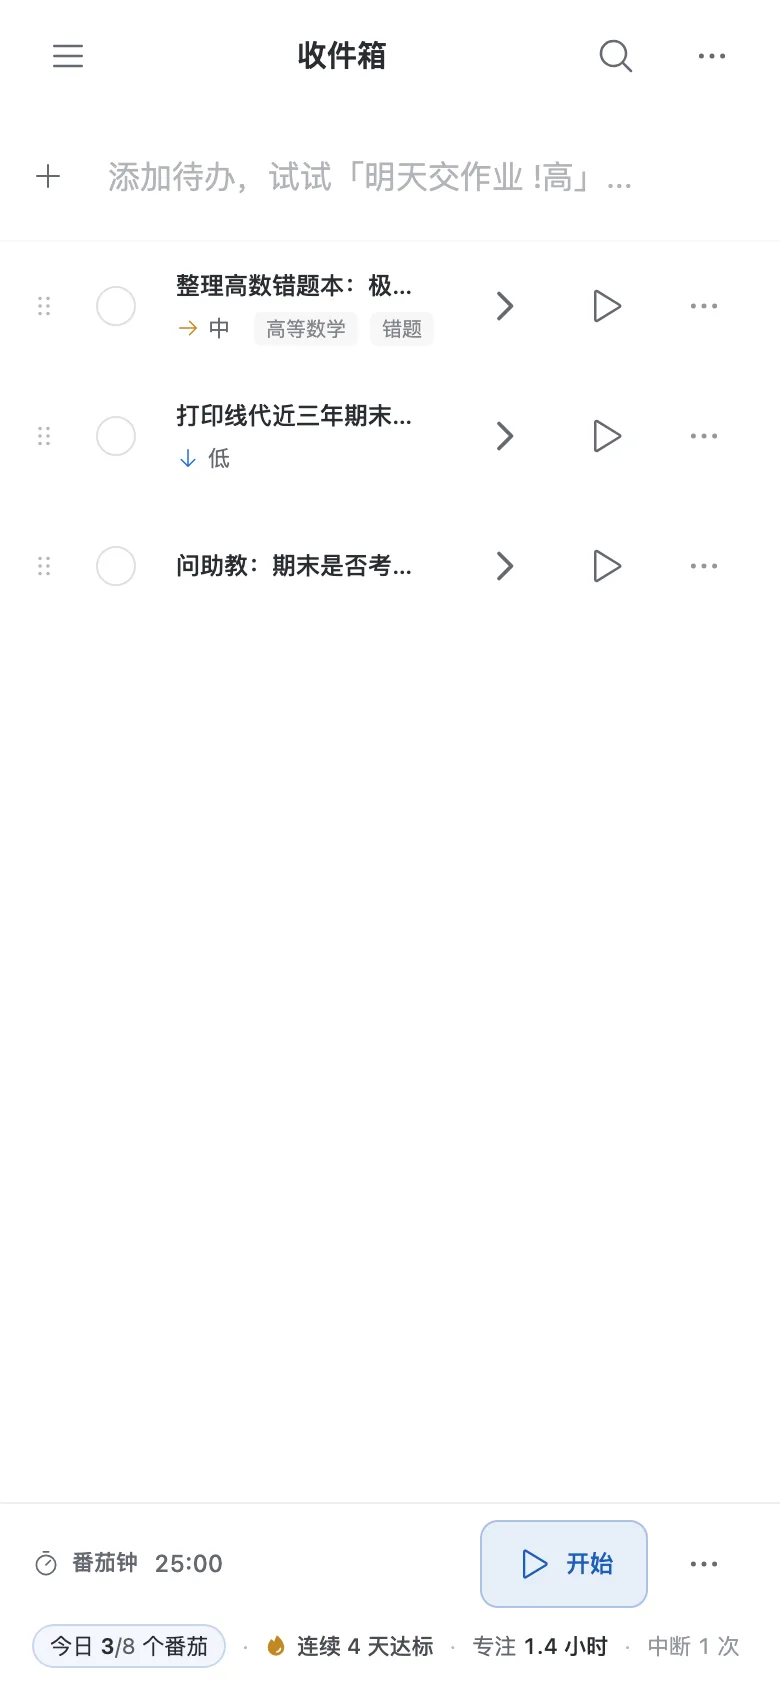 收件箱
添加待办，试试「明天交作业 !高」...
整理高数错题本：极...
中 高等数学 错题
打印线代近三年期末...
低
问助教：期末是否考...
番茄钟 25:00 开始
今日 3/8 个番茄 · 连续 4 天达标 · 专注 1.4 小时 · 中断 1 次